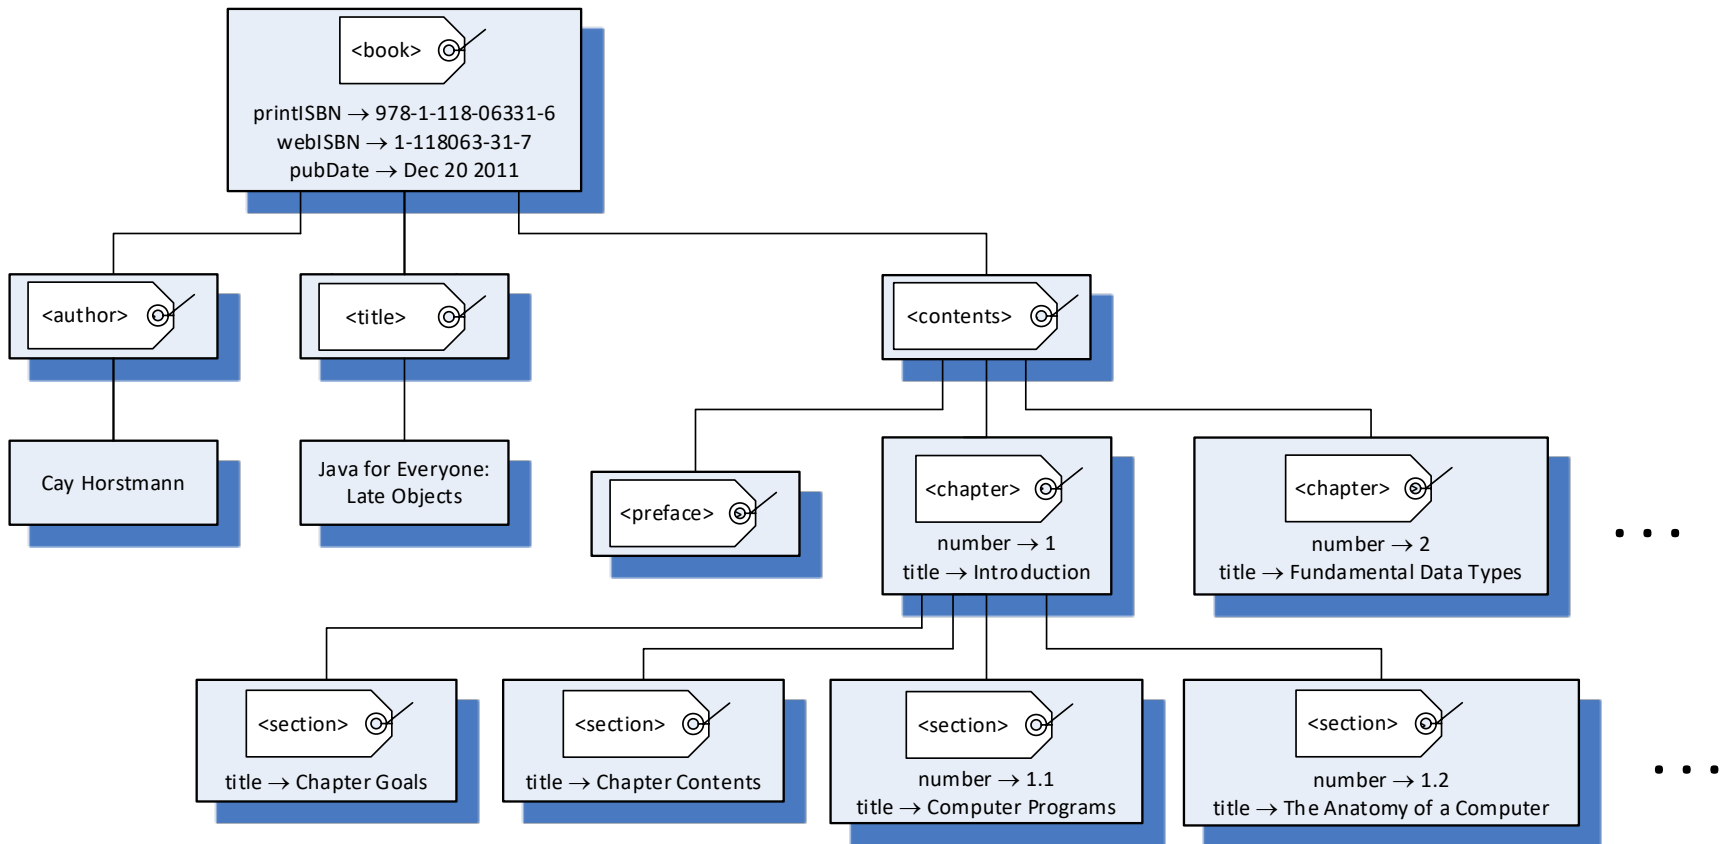 <book>
printISBN → 978-1-118-06331-6
webISBN → 1-118063-31-7
pubDate → Dec 20 2011
<author>
<title>
<contents>
Cay Horstmann
Java for Everyone:
Late Objects
<preface>
<chapter>
number → 1
title → Introduction
<chapter>
number → 2
title → Fundamental Data Types
. . .
<section>
title → Chapter Goals
<section>
title → Chapter Contents
<section>
number → 1.1
title → Computer Programs
<section>
number → 1.2
title → The Anatomy of a Computer
. . .